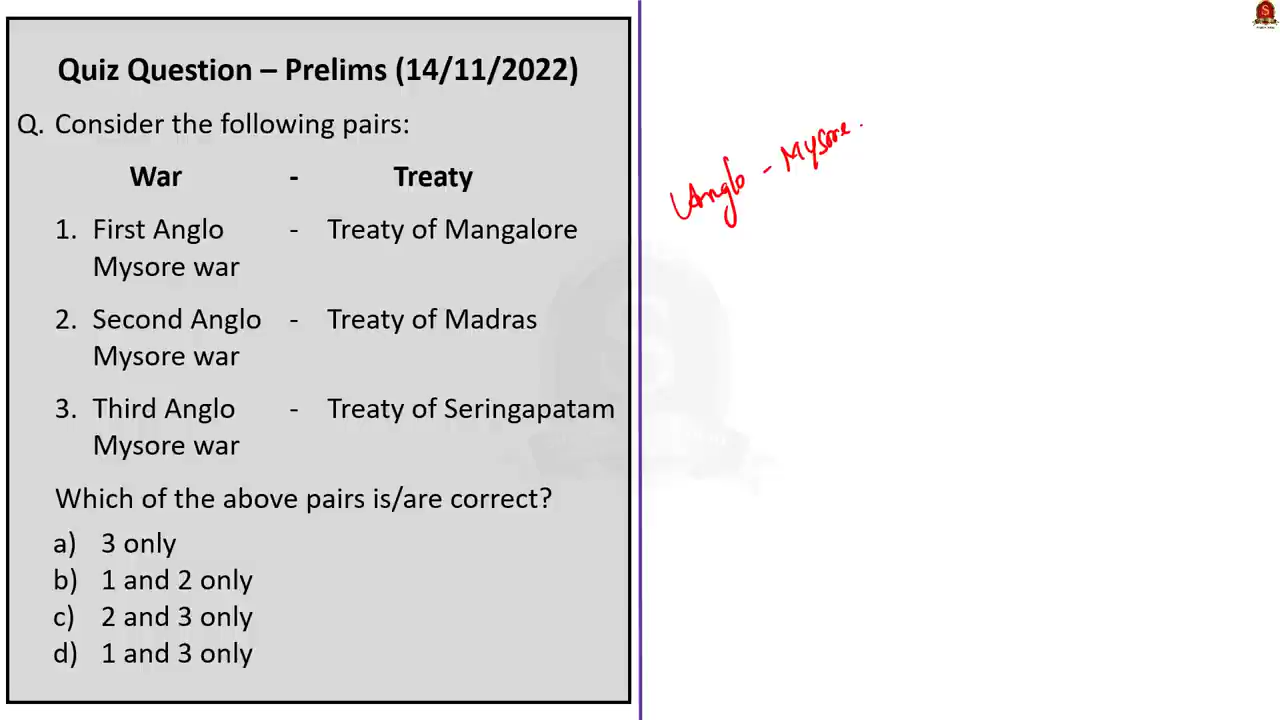 Quiz Question – Prelims (14/11/2022)
Q. Consider the following pairs:
War - Treaty
1. First Anglo - Treaty of Mangalore
Mysore war
2. Second Anglo - Treaty of Madras
Mysore war
3. Third Anglo - Treaty of Seringapatam
Mysore war
Which of the above pairs is/are correct?
a) 3 only
b) 1 and 2 only
c) 2 and 3 only
d) 1 and 3 only
Anglo - Mysore